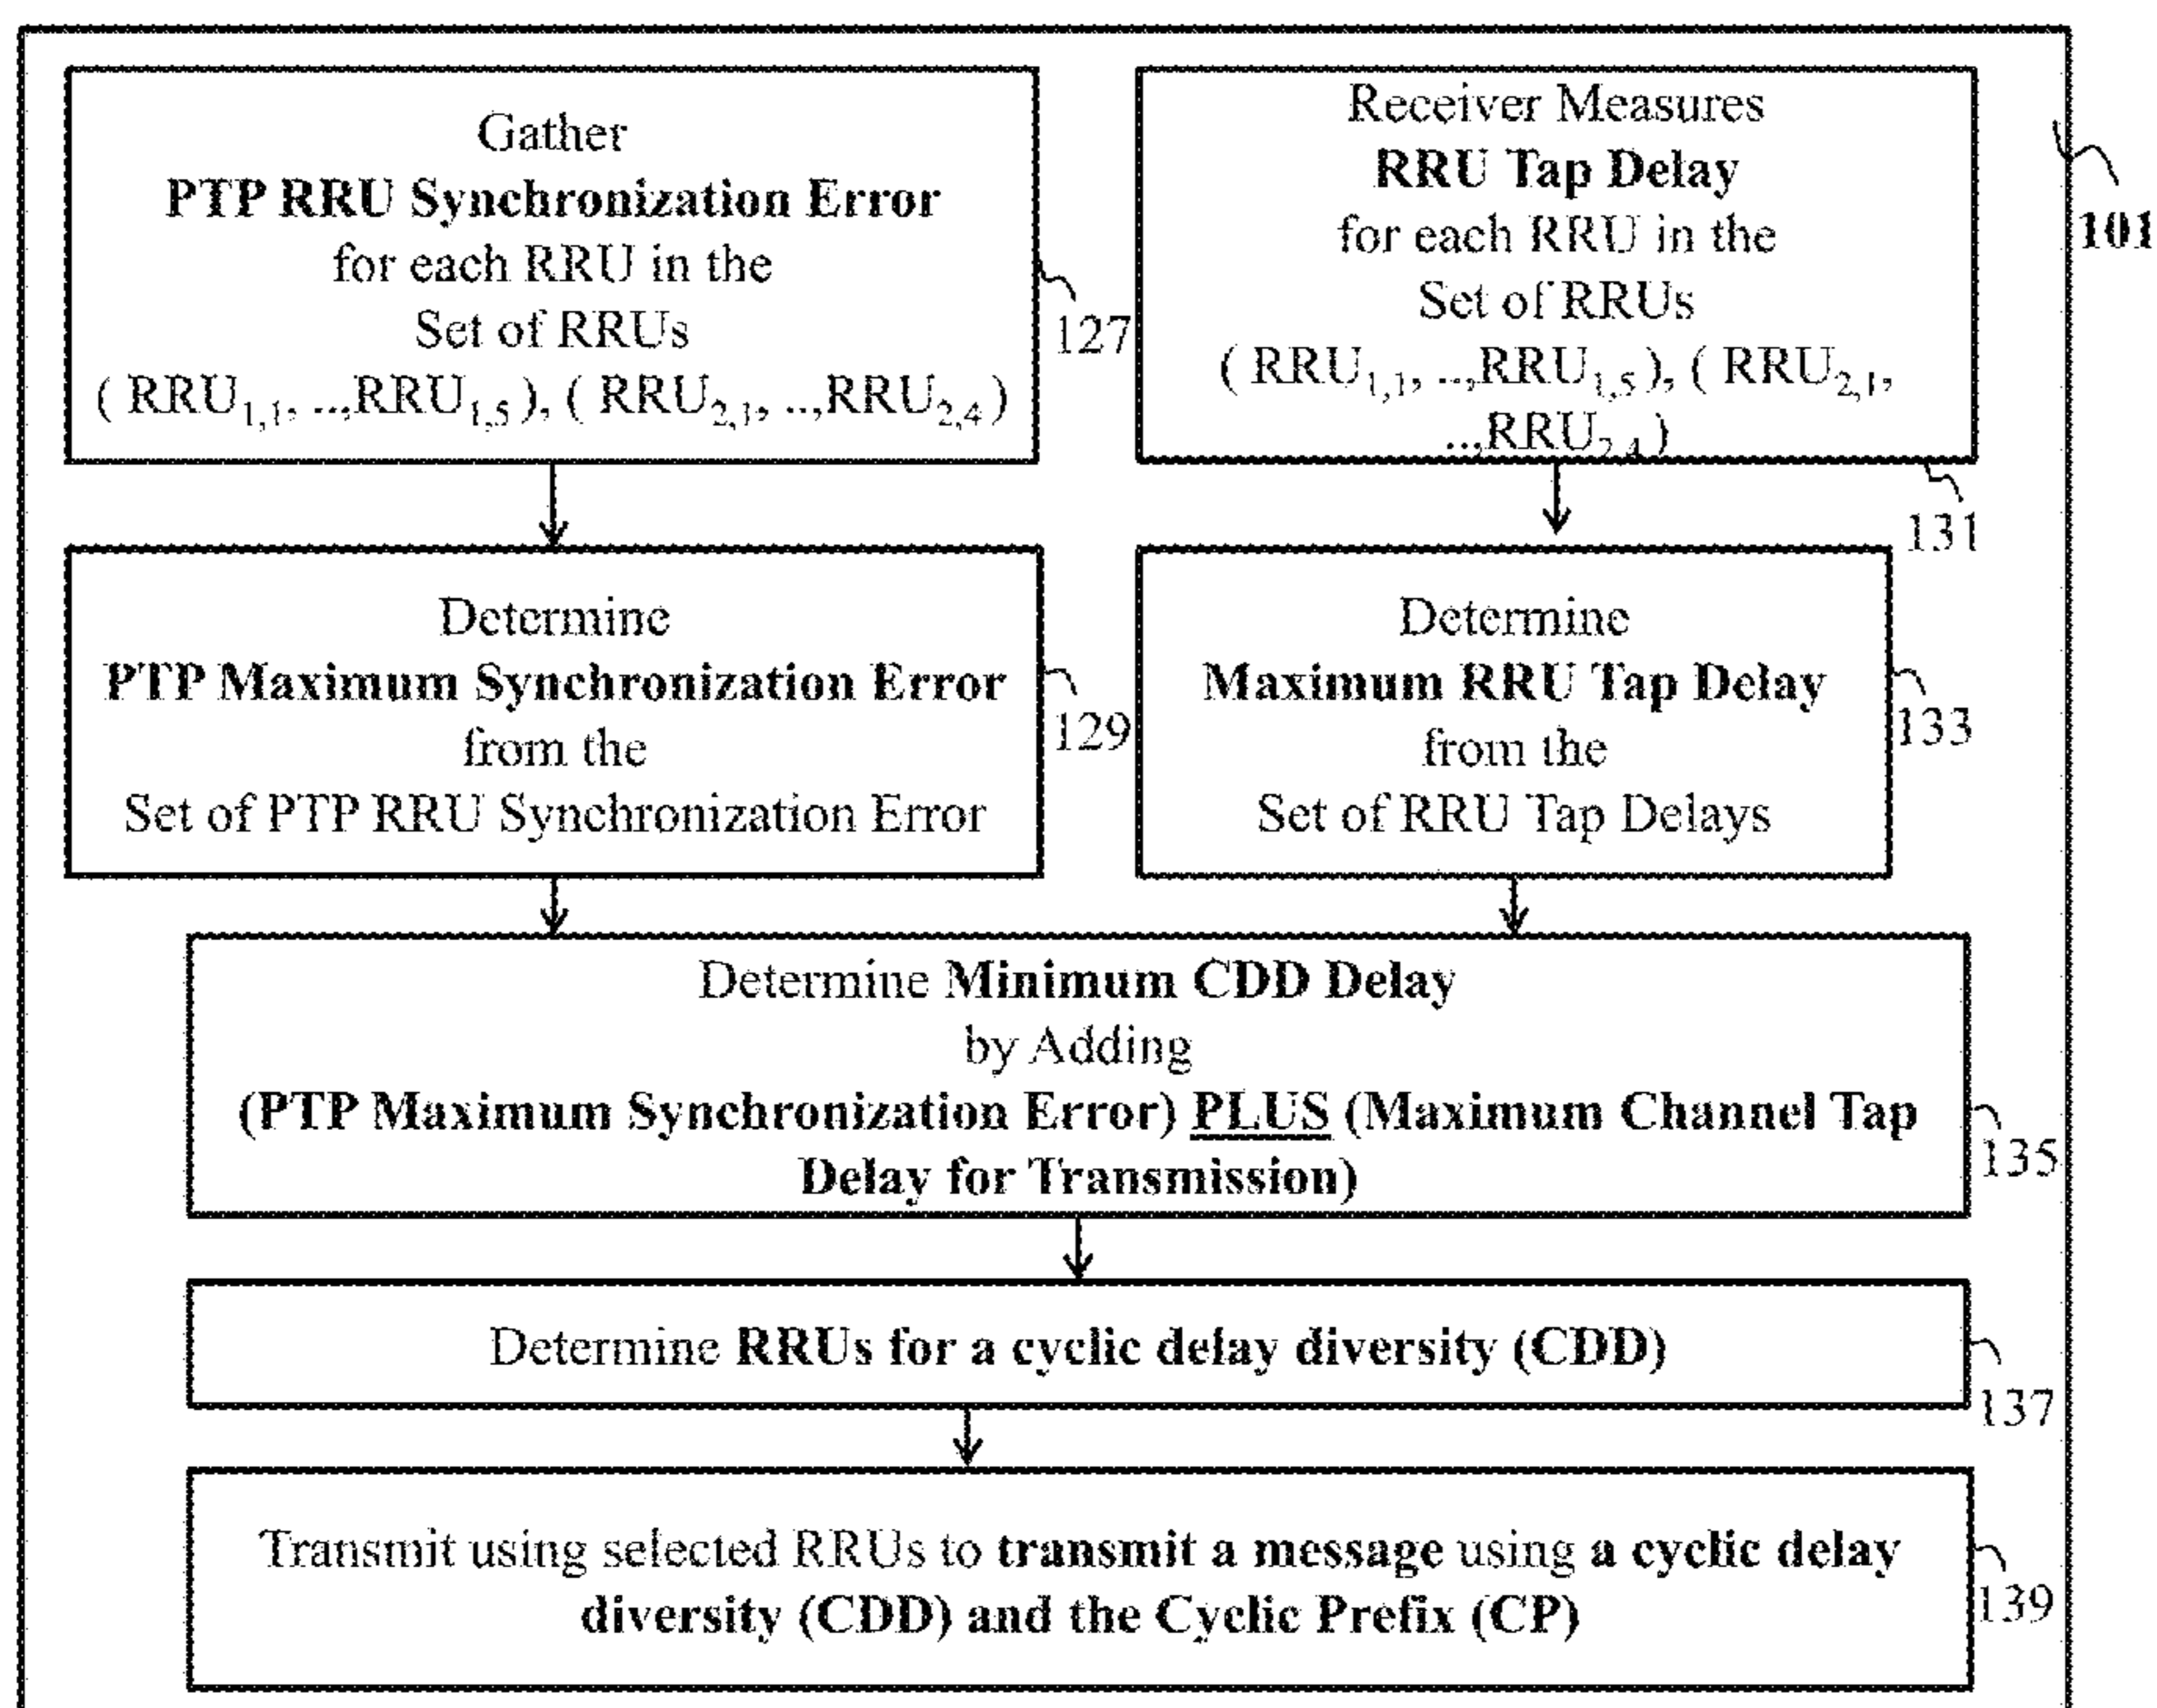 Gather
PTP RRU Synchronization Error
for each RRU in the
Set of RRUs
( RRU1,1, ..,RRU1,5 ), ( RRU2,1, ..,RRU2,4 )
127
Receiver Measures
RRU Tap Delay
for each RRU in the
Set of RRUs
( RRU1,1, ..,RRU1,5 ), ( RRU2,1,
..,RRU2,4 )
131
101
Determine
PTP Maximum Synchronization Error
from the
Set of PTP RRU Synchronization Error
129
Determine
Maximum RRU Tap Delay
from the
Set of RRU Tap Delays
133
Determine Minimum CDD Delay
by Adding
(PTP Maximum Synchronization Error) PLUS (Maximum Channel Tap
Delay for Transmission)
135
Determine RRUs for a cyclic delay diversity (CDD)
137
Transmit using selected RRUs to transmit a message using a cyclic delay
diversity (CDD) and the Cyclic Prefix (CP)
139